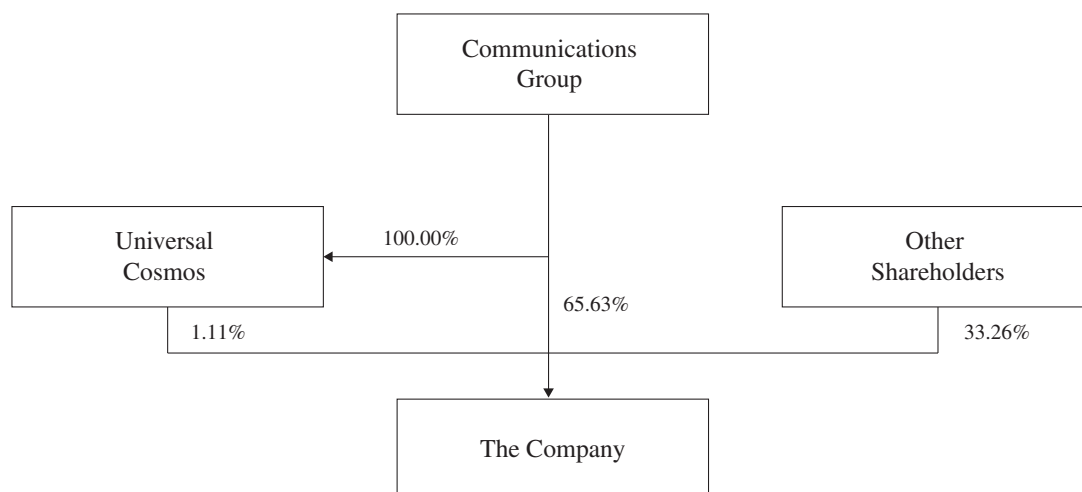 Communications
Group
Universal
Cosmos
100.00%
Other
Shareholders
65.63%
1.11%
33.26%
The Company